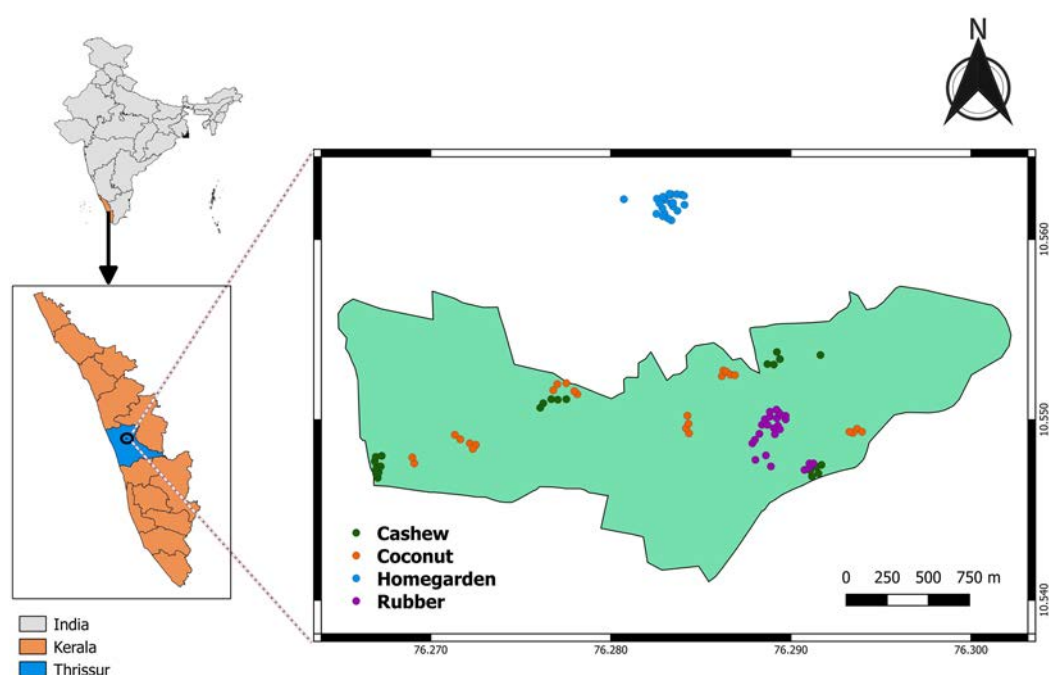 N
10.560
10.550
10.540
Cashew
Coconut
Homegarden
Rubber
0 250 500 750 m
76.270 76.280 76.290 76.300
India
Kerala
Thrissur